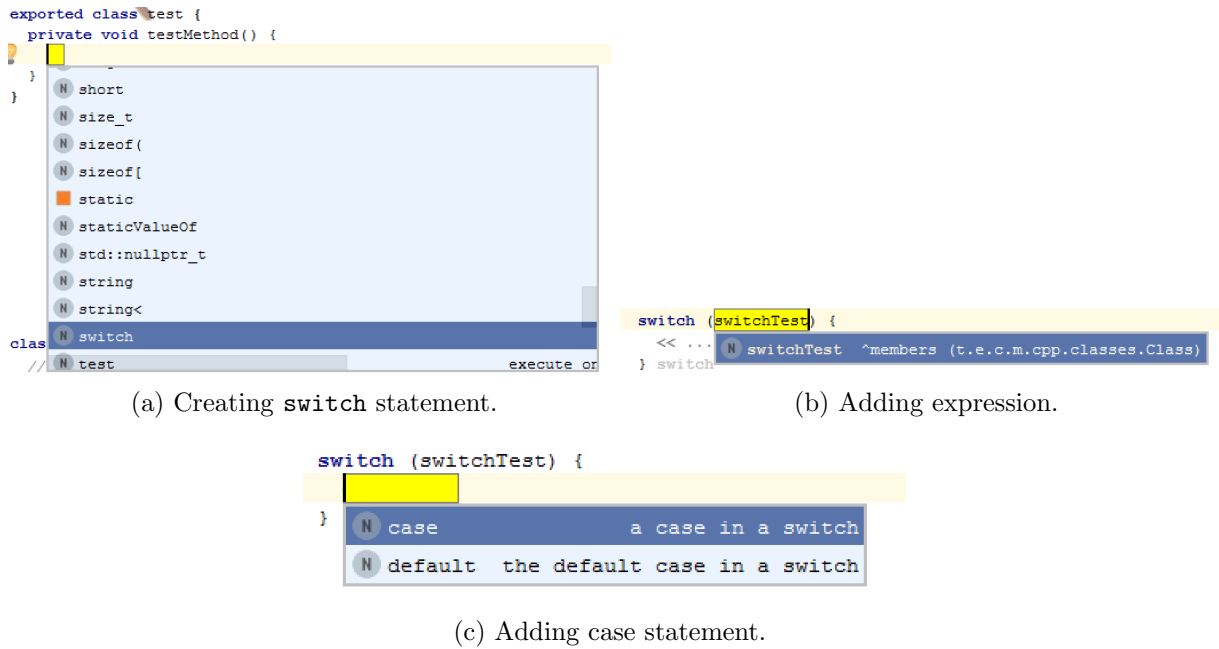 exported class test {
private void testMethod() {
}
N short
}
N size_t
N sizeof(
N sizeof[
static
N staticValueOf
N std::nullptr_t
N string
N string<
N switch
clas
// N test execute or
switch (switchTest) {
<< ... N switchTest ^members (t.e.c.m.cpp.classes.Class)
} switch
(a) Creating switch statement.
(b) Adding expression.
switch (switchTest) {
}
N case a case in a switch
N default the default case in a switch
(c) Adding case statement.